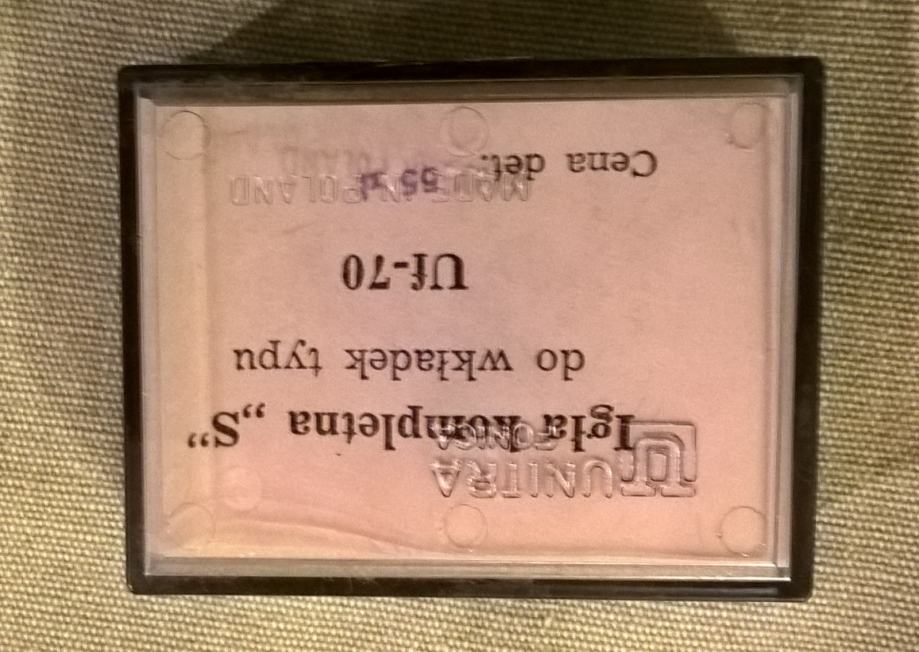 UNITRA
FONICA
Igła kompletna „S”
do wkładek typu
Uf-70
MADE IN POLAND
Cena det. 55 zł